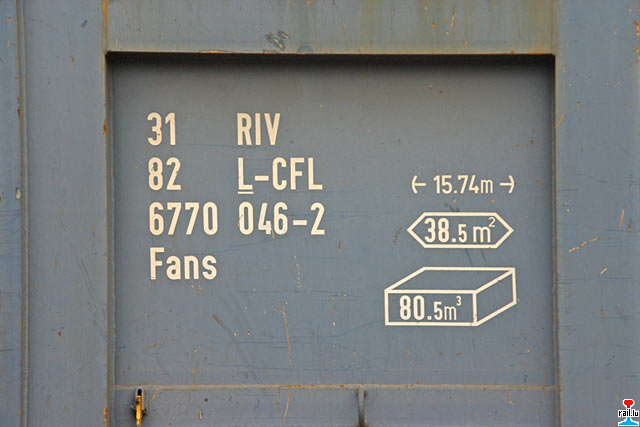 31 RIV
82 L-CFL
6770 046-2
Fans
15.74m
38.5 m²
80.5m³
rail.lu